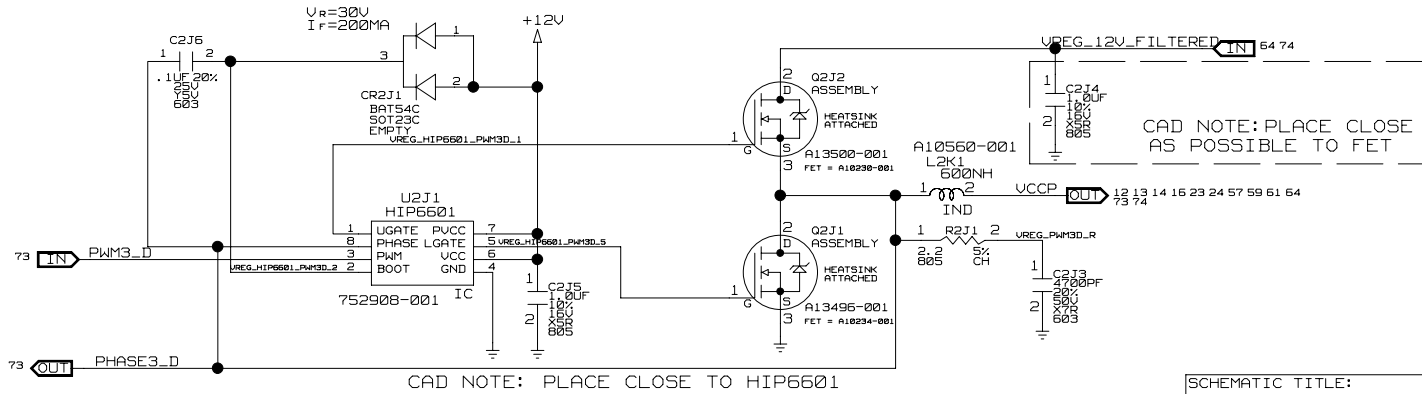 VR=30V
IF=200MA
+12V
C2J6
1
2
.1UF 20%
25V
Y5V
603
3
1
2
CR2J1
BAT54C
SOT23C
EMPTY
VREG_HIP6601_PWM3D_1
2
D
Q2J2
ASSEMBLY
HEATSINK
ATTACHED
1
G
S
3
A13500-001
FET = A10230-001
VREG_12V_FILTERED
IN
64 74
1
C2J4
1.0UF
10%
16V
X5R
805
2
CAD NOTE: PLACE CLOSE
AS POSSIBLE TO FET
A10560-001
L2K1
600NH
1
2
IND
VCCP
OUT
12 13 14 16 23 24 57 59 61 64
73 74
U2J1
HIP6601
1 UGATE PVCC 7
8 PHASE LGATE 5
3 PWM VCC 6
2 BOOT GND 4
IC
752908-001
VREG_HIP6601_PWM3D_5
VREG_HIP6601_PWM3D_2
73 IN PWM3_D
1
C2J5
1.0UF
10%
16V
X5R
805
2
2
D
Q2J1
ASSEMBLY
HEATSINK
ATTACHED
1
G
S
3
A13496-001
FET = A10234-001
1 R2J1 2
2.2
805
5%
CH
VREG_PWM3D_R
1
C2J3
4700PF
20%
50V
X7R
603
2
73 OUT PHASE3_D
CAD NOTE: PLACE CLOSE TO HIP6601
SCHEMATIC TITLE: